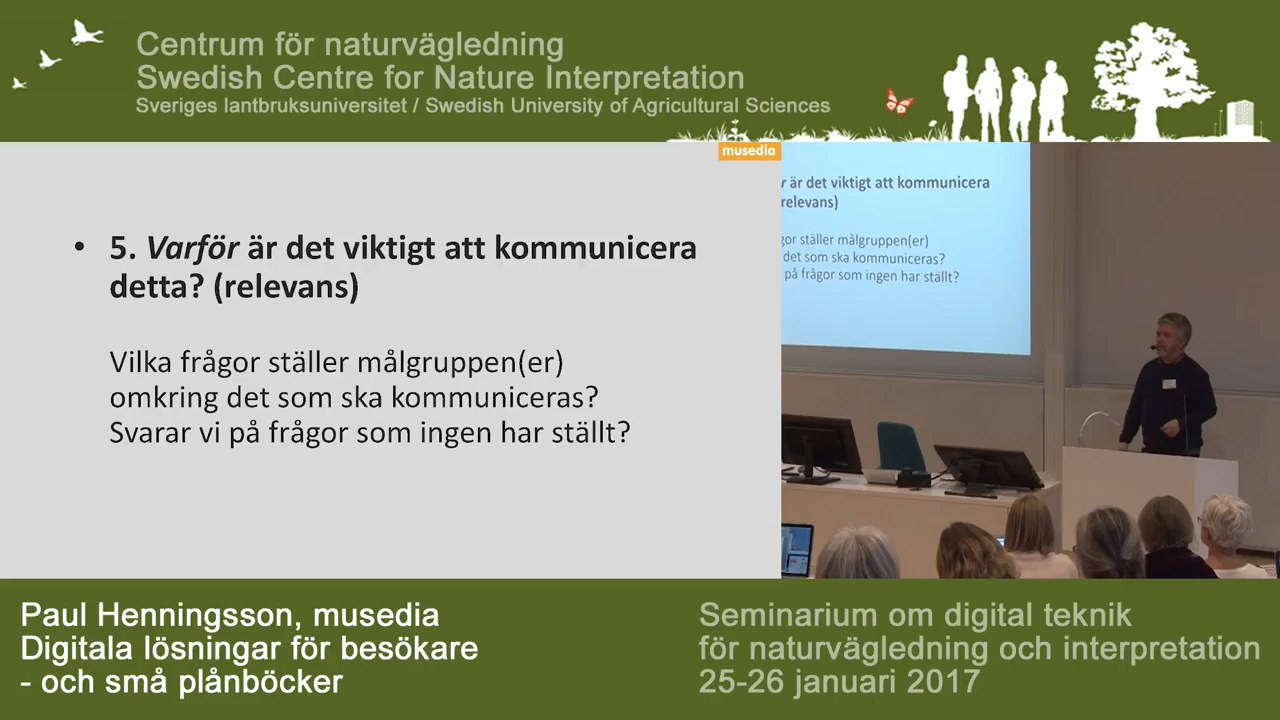 Centrum för naturvägledning
Swedish Centre for Nature Interpretation
Sveriges lantbruksuniversitet / Swedish University of Agricultural Sciences
musedia
• 5. Varför är det viktigt att kommunicera
detta? (relevans)
Vilka frågor ställer målgruppen(er)
omkring det som ska kommuniceras?
Svarar vi på frågor som ingen har ställt?
är det viktigt att kommunicera
relevans)
ställer målgruppen(er)
det som ska kommuniceras?
på frågor som ingen har ställt?
Paul Henningsson, musedia
Digitala lösningar för besökare
- och små plånböcker
Seminarium om digital teknik
för naturvägledning och interpretation
25-26 januari 2017